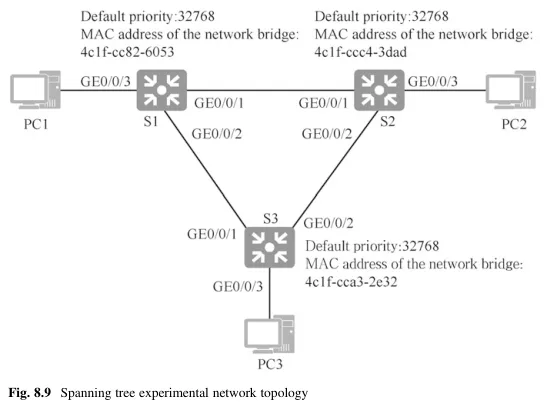 Default priority:32768
MAC address of the network bridge:
4c1f-cc82-6053
Default priority:32768
MAC address of the network bridge:
4c1f-ccc4-3dad
GE0/0/3
GE0/0/3
GE0/0/1
GE0/0/1
PC1
S1
S2
PC2
GE0/0/2
GE0/0/2
S3
GE0/0/2
GE0/0/1
Default priority:32768
MAC address of the network bridge:
4c1f-cca3-2e32
GE0/0/3
PC3
Fig. 8.9 Spanning tree experimental network topology